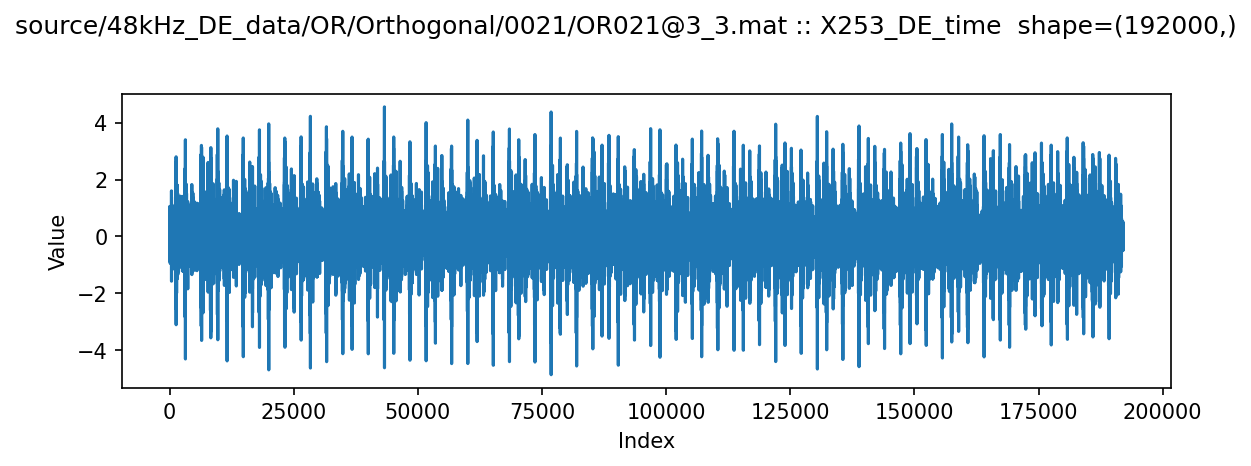 source/48kHz_DE_data/OR/Orthogonal/0021/OR021@3_3.mat :: X253_DE_time  shape=(192000,)
4
2
0
−2
−4
Value
0 25000 50000 75000 100000 125000 150000 175000 200000
Index